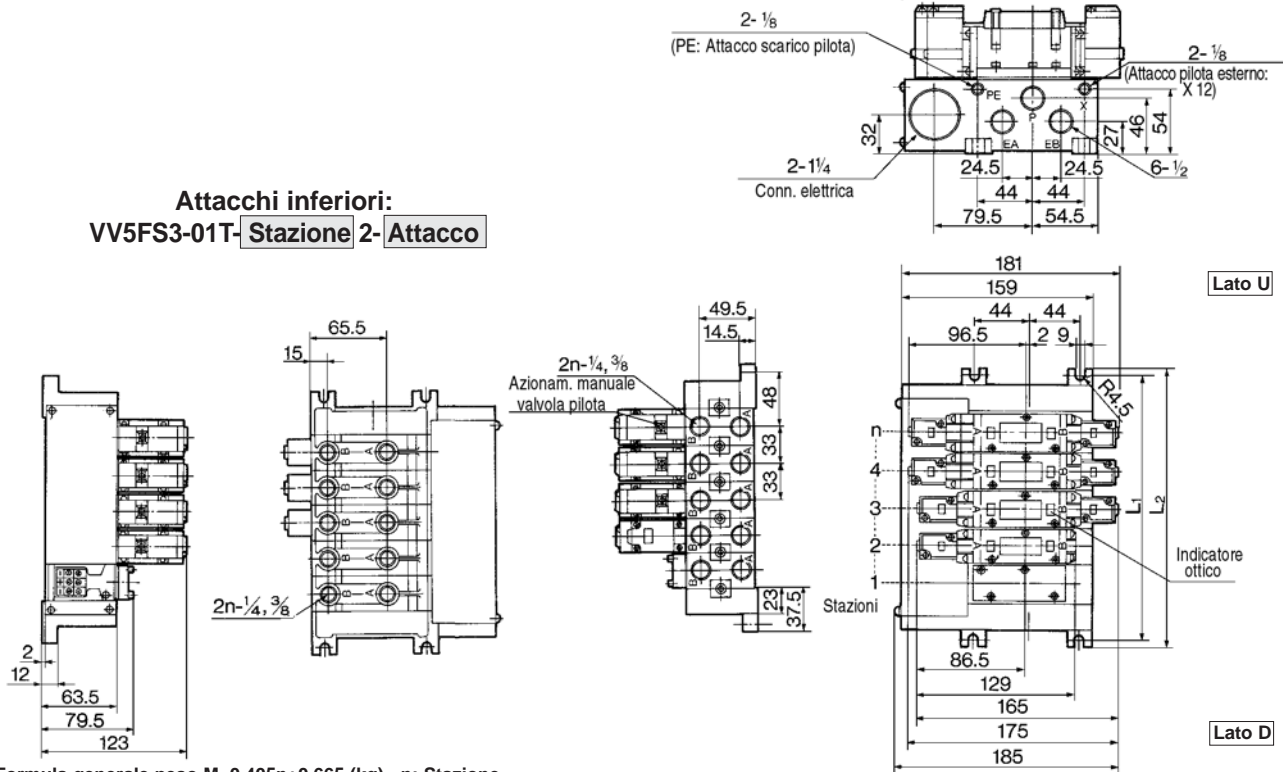 2- ⅛
(PE: Attacco scarico pilota)
2- ⅛
(Attacco pilota esterno:
X 12)
PE
P
X
EA
EB
32
27
46
54
24.5
24.5
44
44
79.5
54.5
2- 1¼
Conn. elettrica
6- ½
Attacchi inferiori:
VV5FS3-01T- Stazione 2- Attacco
Lato U
181
159
44
44
96.5
2
9
R4.5
n
4
3
2
1
Stazioni
A
B
A
B
A
B
A
B
L1
L2
Indicatore
ottico
86.5
129
165
175
185
Lato D
49.5
14.5
2n-¼, ⅜
Azionam. manuale
valvola pilota
48
33
33
23
37.5
B
A
B
A
B
A
B
A
B
A
65.5
15
B
A
B
A
B
A
B
A
B
A
2n-¼, ⅜
2
12
63.5
79.5
123